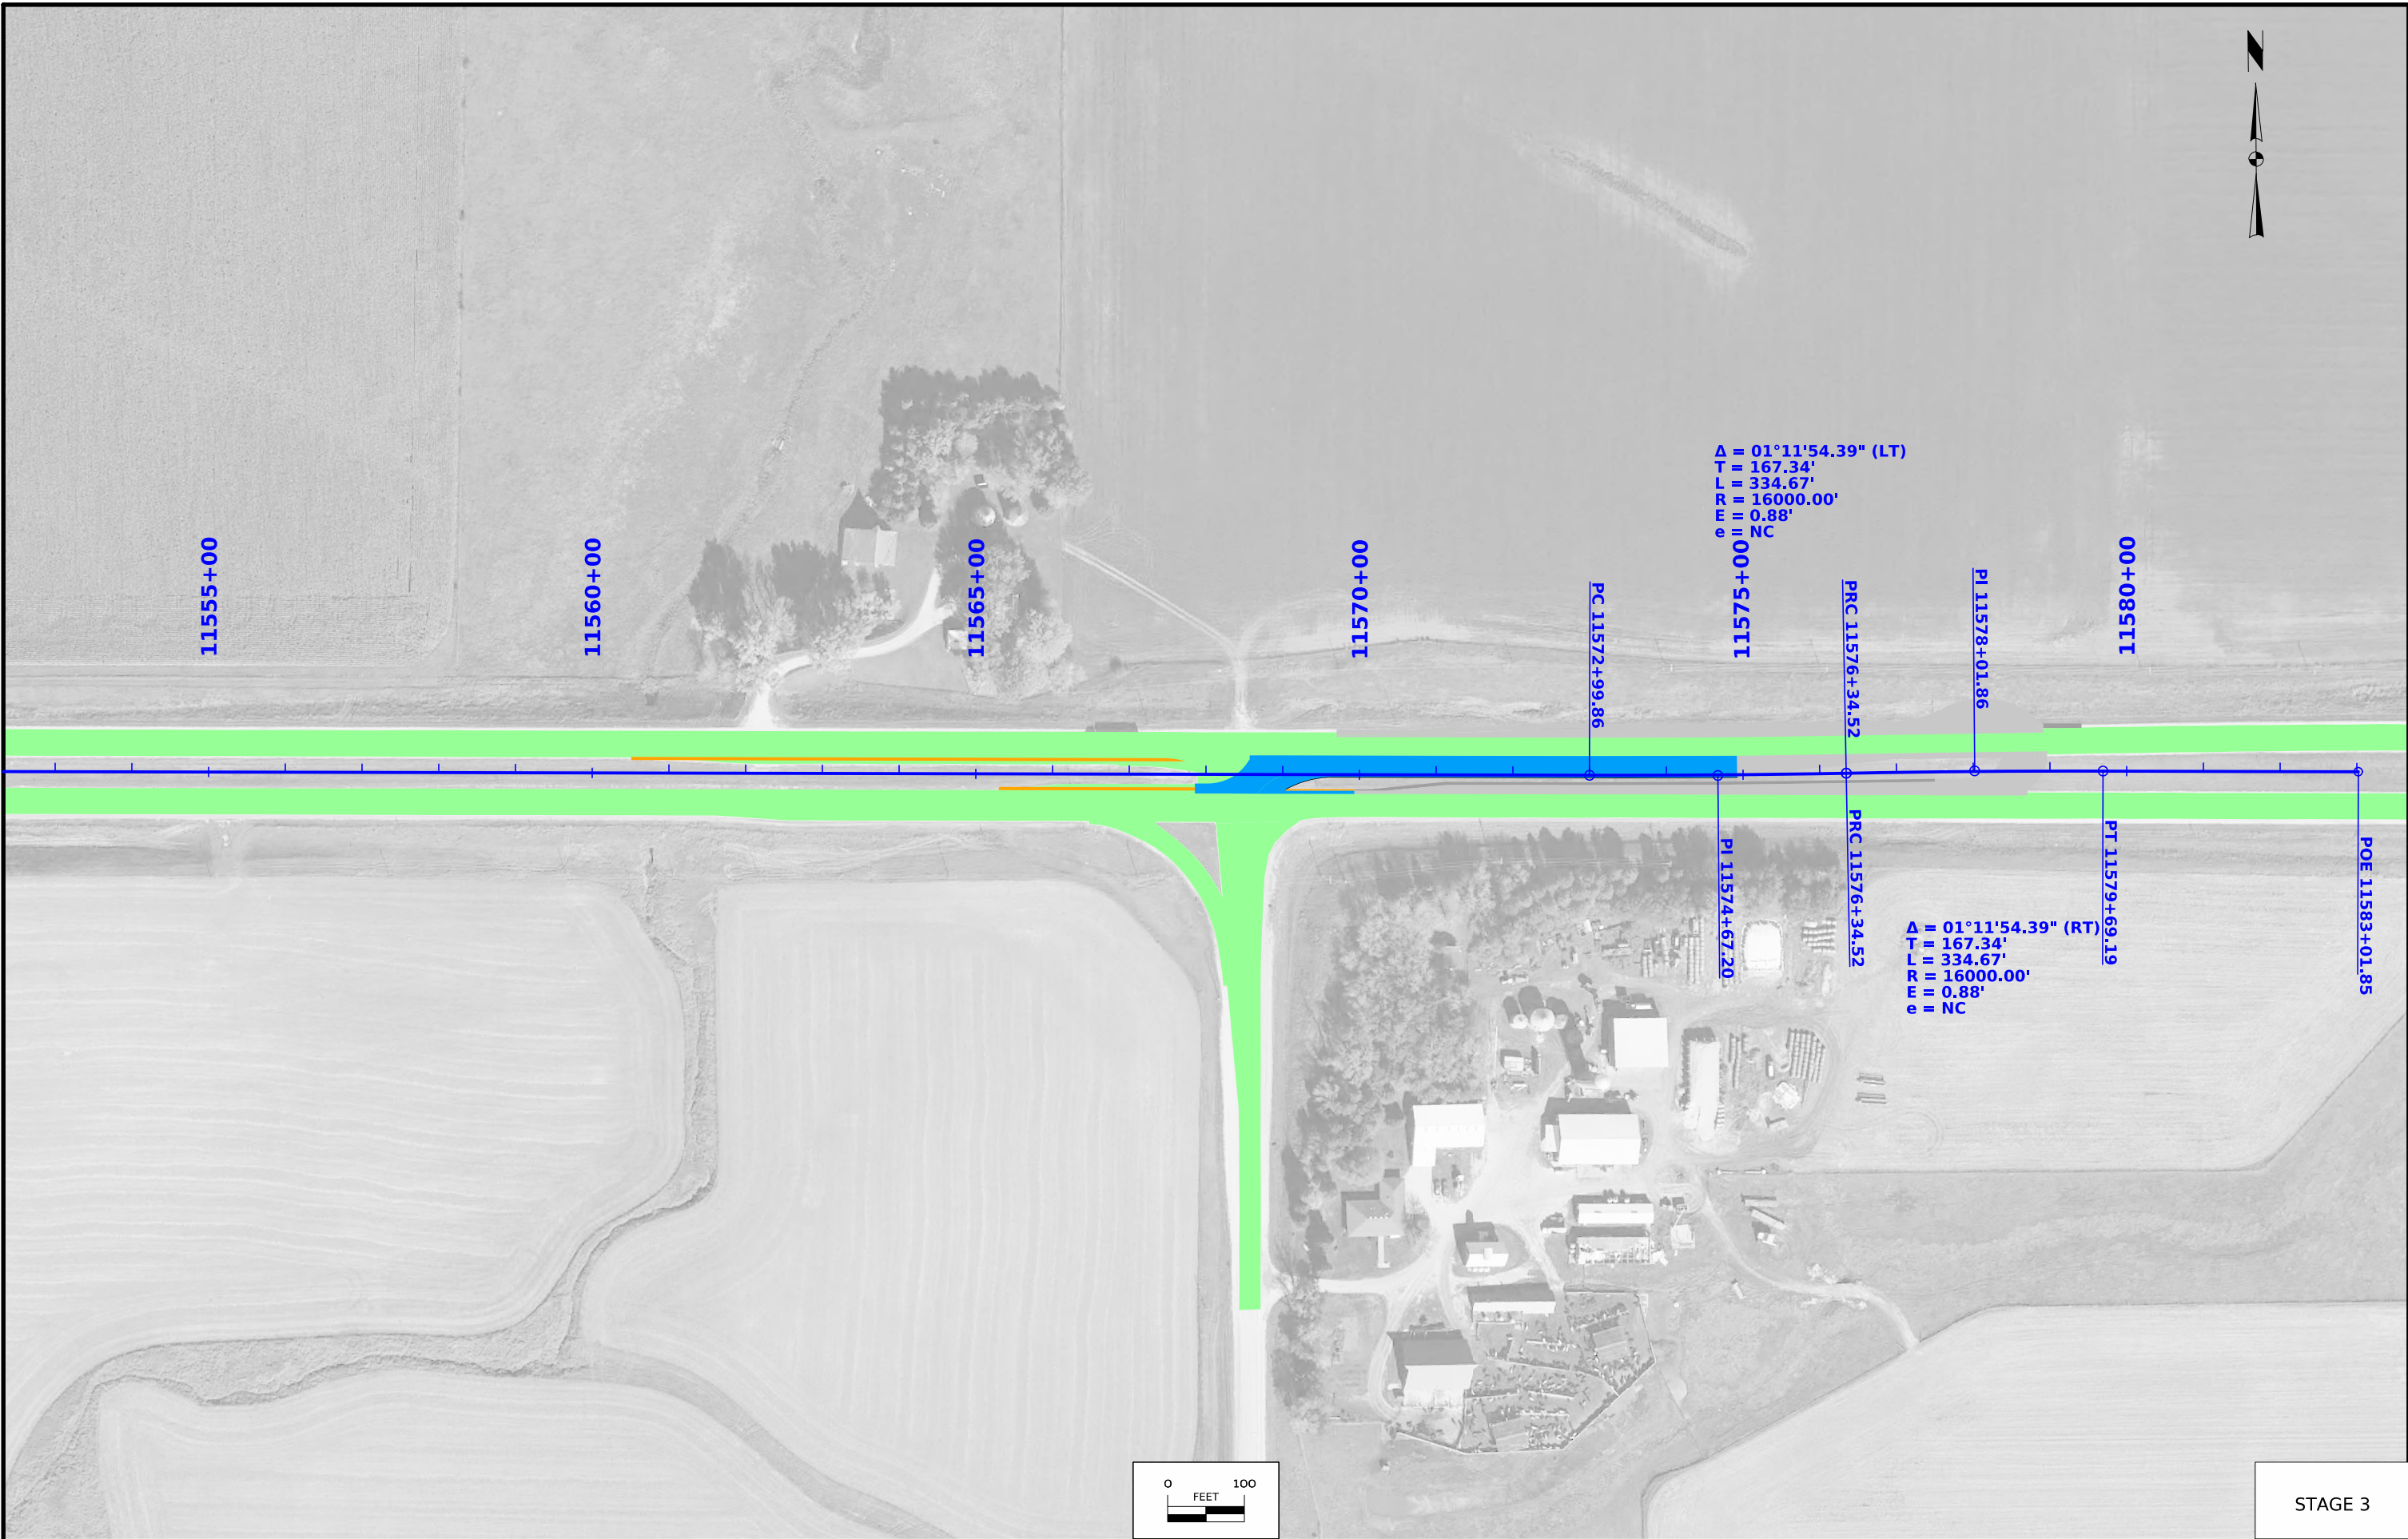 N
Δ = 01°11'54.39" (LT)
T = 167.34'
L = 334.67'
R = 16000.00'
E = 0.88'
e = NC
11555+00
11560+00
11565+00
11570+00
11575+00
11580+00
PC 11572+99.86
PRC 11576+34.52
PI 11578+01.86
PI 11574+67.20
PRC 11576+34.52
PT 11579+69.19
POE 11583+01.85
Δ = 01°11'54.39" (RT)
T = 167.34'
L = 334.67'
R = 16000.00'
E = 0.88'
e = NC
0 100
FEET
STAGE 3